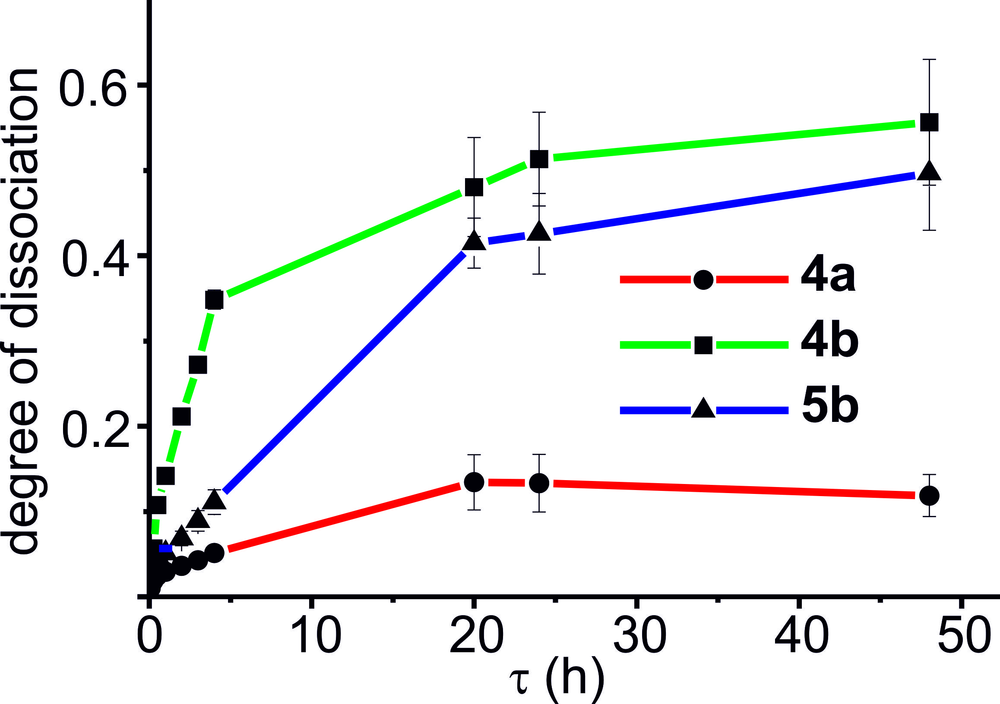 degree of dissociation
0.6
0.4
0.2
4a
4b
5b
0 10 20 30 40 50
τ (h)